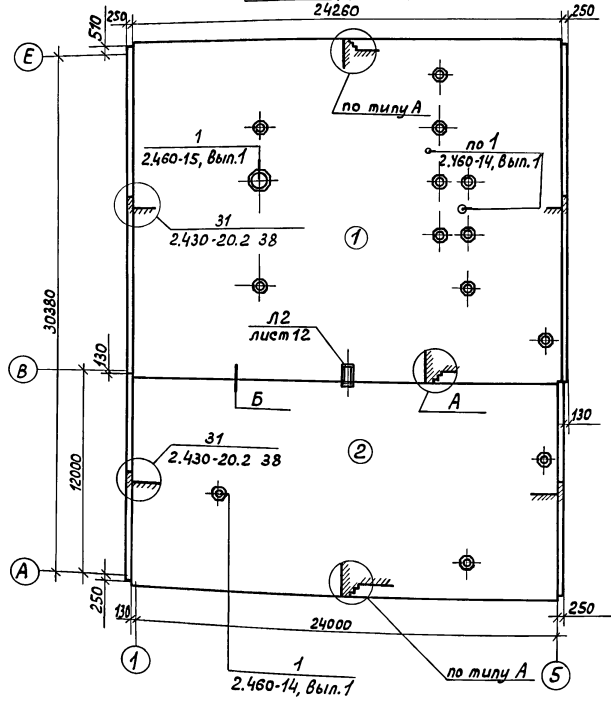 250
24260
250
510
Е
по типу А
1
2.460-15, Вып.1
по 1
2.460-14, Вып.1
31
2.430-20.2 38
1
30380
Л2
лист 12
130
В
Б
А
130
31
2.430-20.2 38
2
12000
А
250
130
24000
250
1
1
2.460-14, Вып.1
по типу А
5